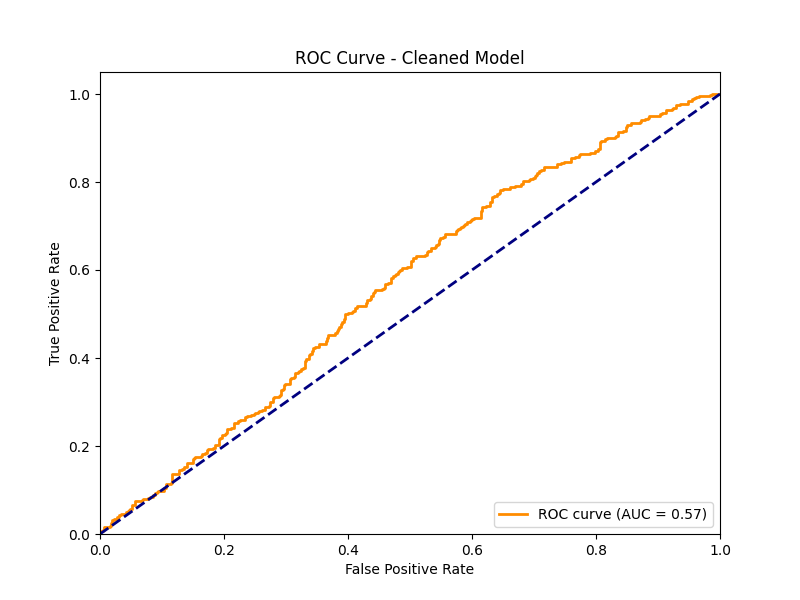 ROC Curve - Cleaned Model
1.0
0.8
0.6
0.4
0.2
0.0
True Positive Rate
ROC curve (AUC = 0.57)
0.0 0.2 0.4 0.6 0.8 1.0
False Positive Rate